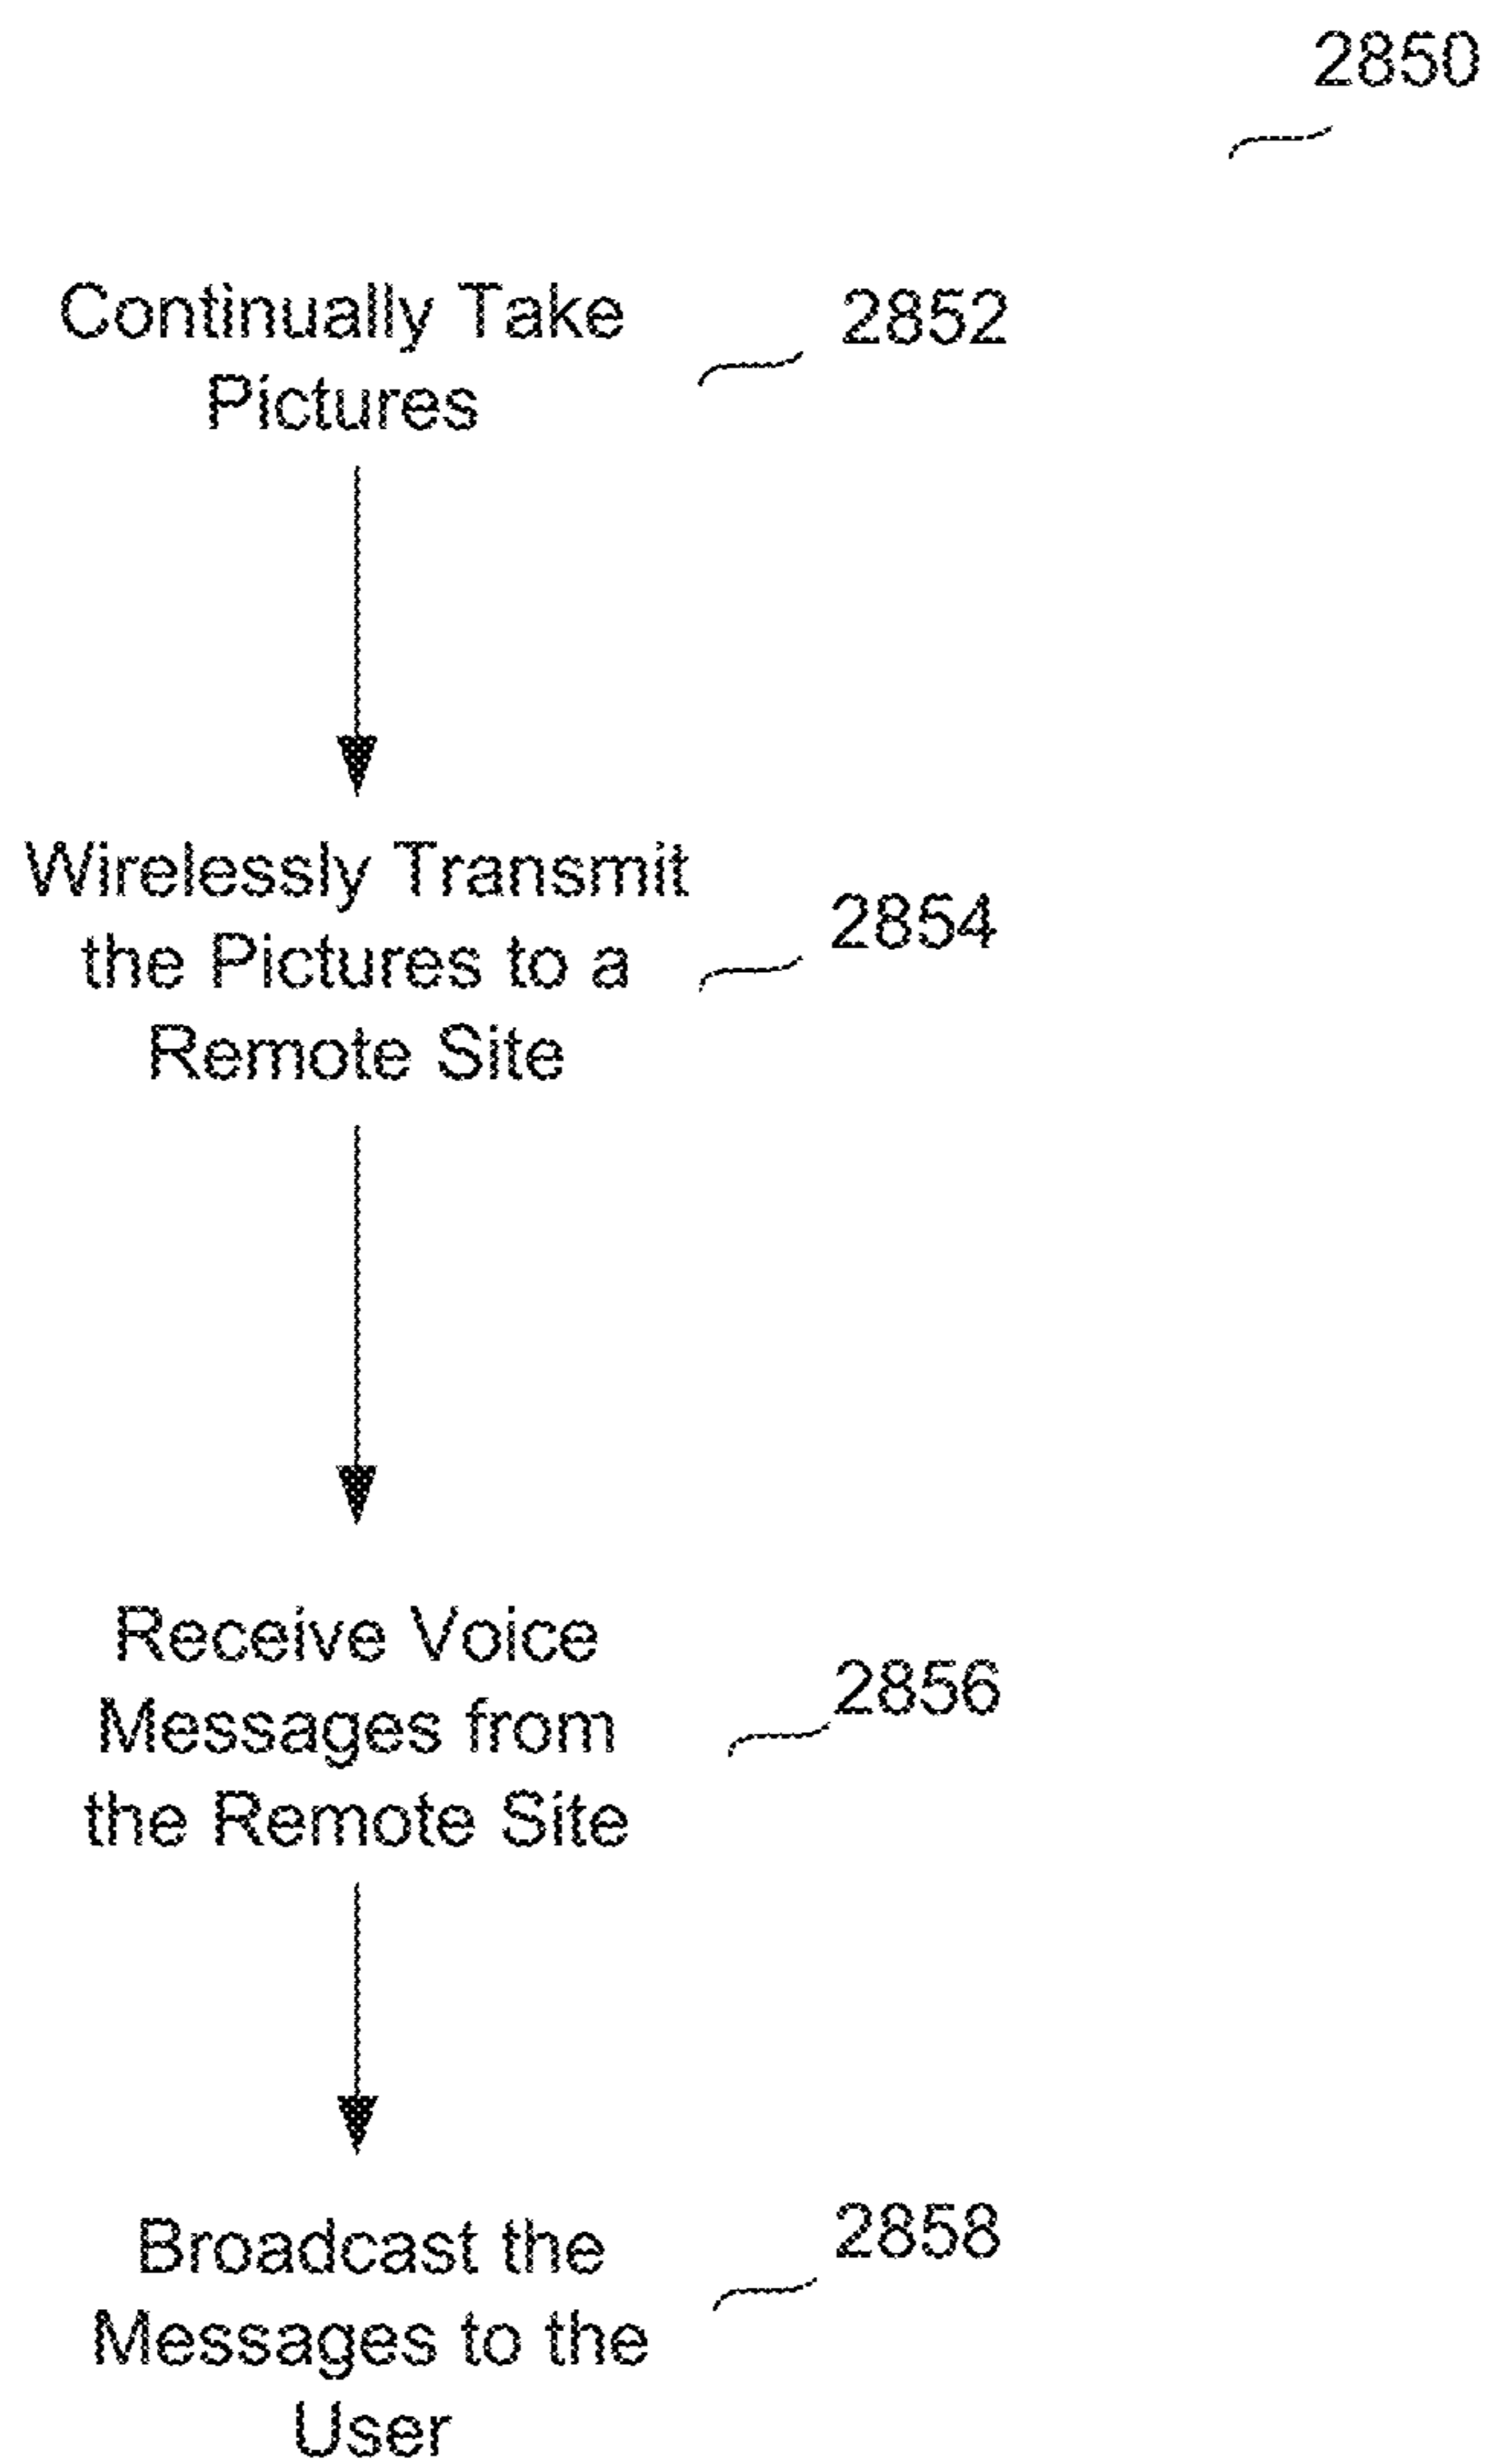 2850
Continually Take
Pictures
2852
Wirelessly Transmit
the Pictures to a
Remote Site
2854
Receive Voice
Messages from
the Remote Site
2856
Broadcast the
Messages to the
User
2858